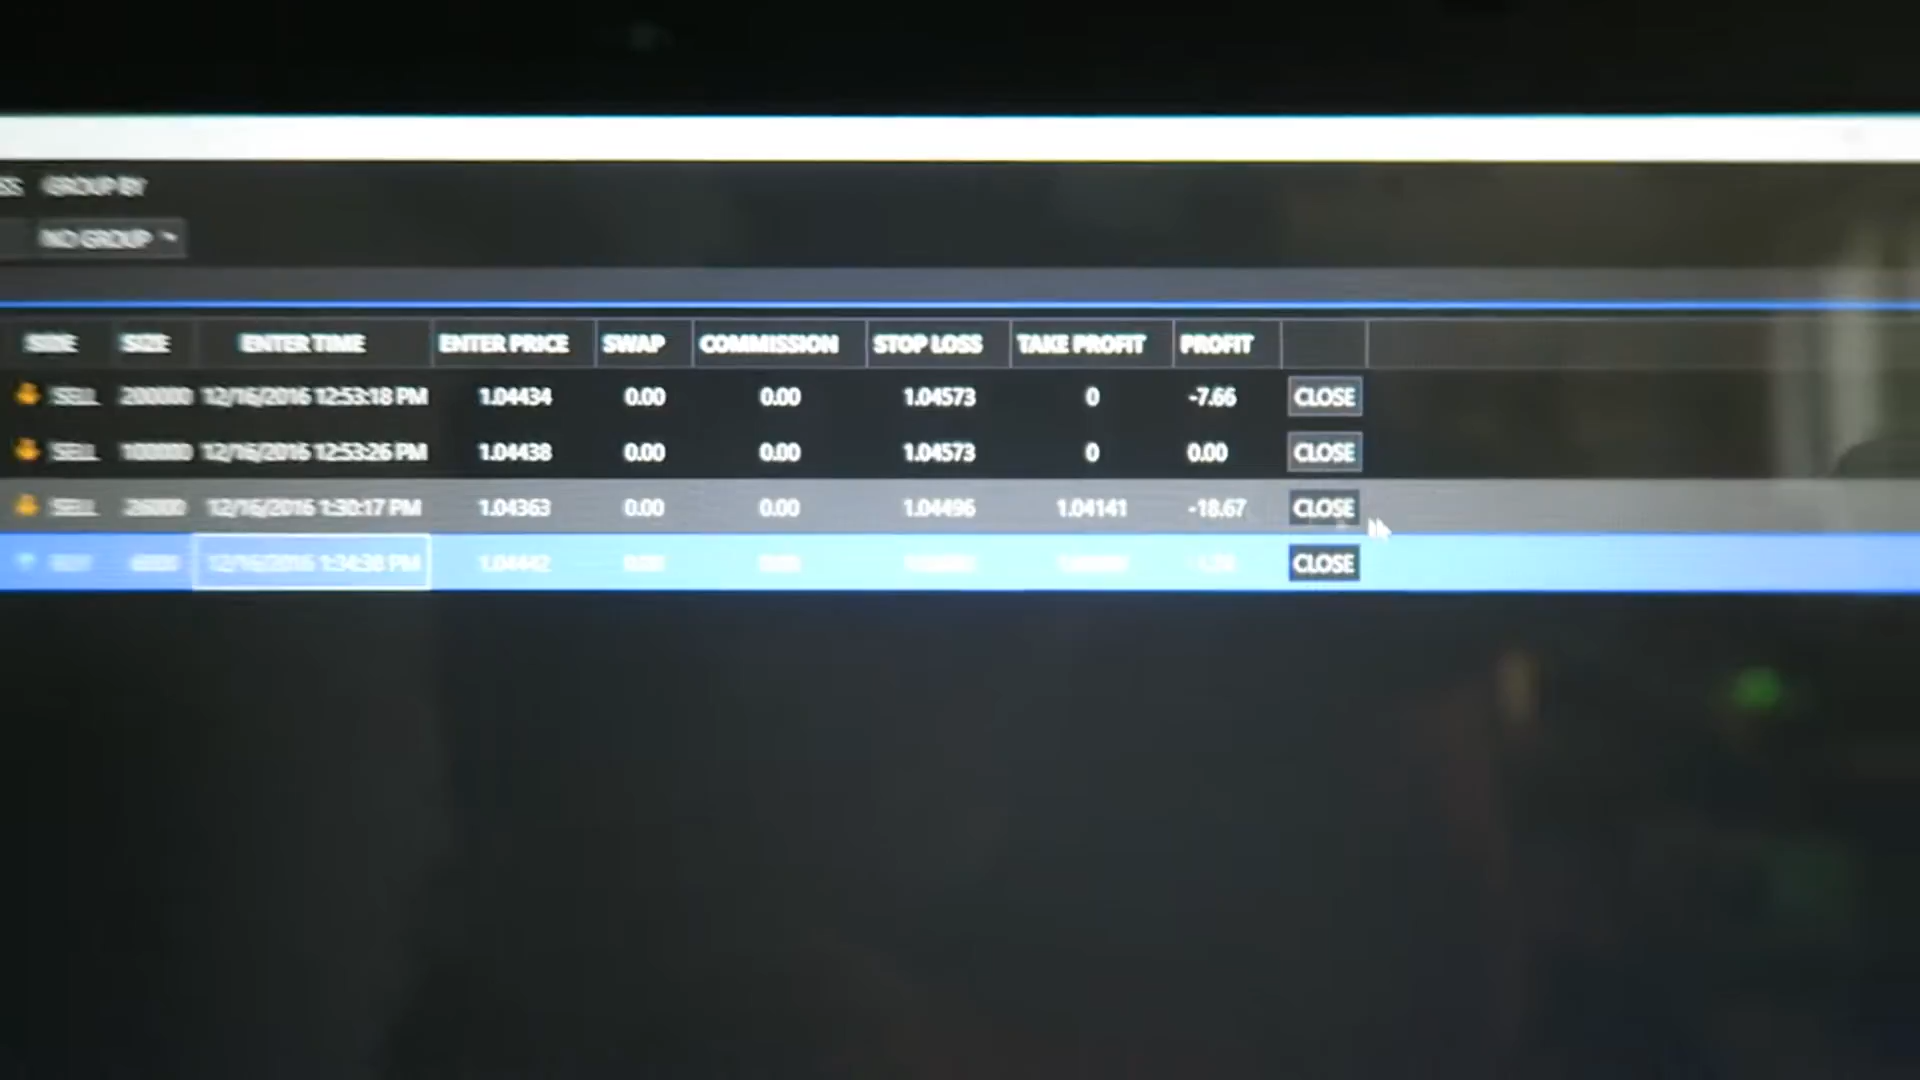 SS GROUP BY
NO GROUP
SIDE SIZE ENTER TIME ENTER PRICE SWAP COMMISSION STOP LOSS TAKE PROFIT PROFIT
SELL 200000 12/16/2016 12:53:18 PM 1.04434 0.00 0.00 1.04573 0 -7.66 CLOSE
SELL 100000 12/16/2016 12:53:26 PM 1.04438 0.00 0.00 1.04573 0 0.00 CLOSE
SELL 26000 12/16/2016 1:30:17 PM 1.04363 0.00 0.00 1.04496 1.04141 -18.67 CLOSE
12/16/2016 1:34:38 PM 1.04442 CLOSE